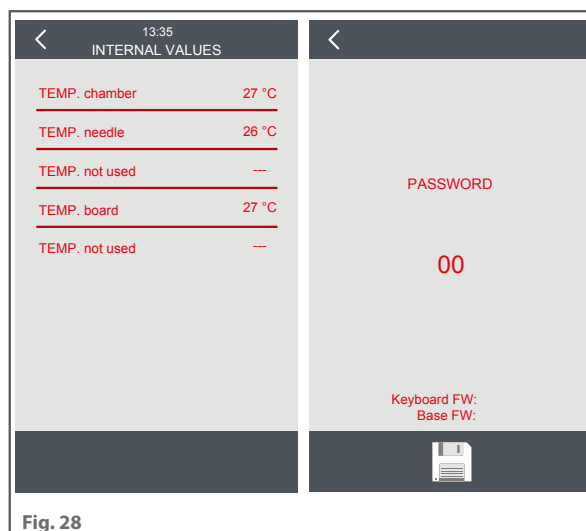 13:35
INTERNAL VALUES
TEMP. chamber 27 °C
TEMP. needle 26 °C
TEMP. not used ---
TEMP. board 27 °C
TEMP. not used ---
PASSWORD
00
Keyboard FW:
Base FW:
Fig. 28